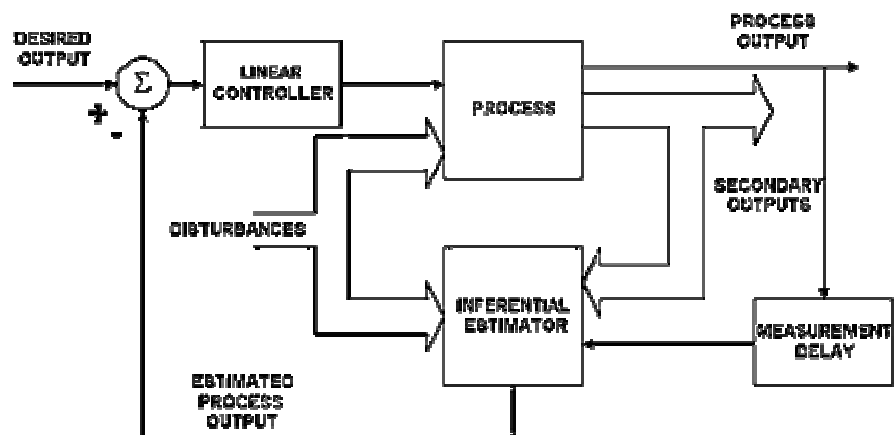 DESIRED
OUTPUT
Σ
+
-
LINEAR
CONTROLLER
PROCESS
PROCESS
OUTPUT
SECONDARY
OUTPUTS
DISTURBANCES
INFERENTIAL
ESTIMATOR
MEASUREMENT
DELAY
ESTIMATED
PROCESS
OUTPUT